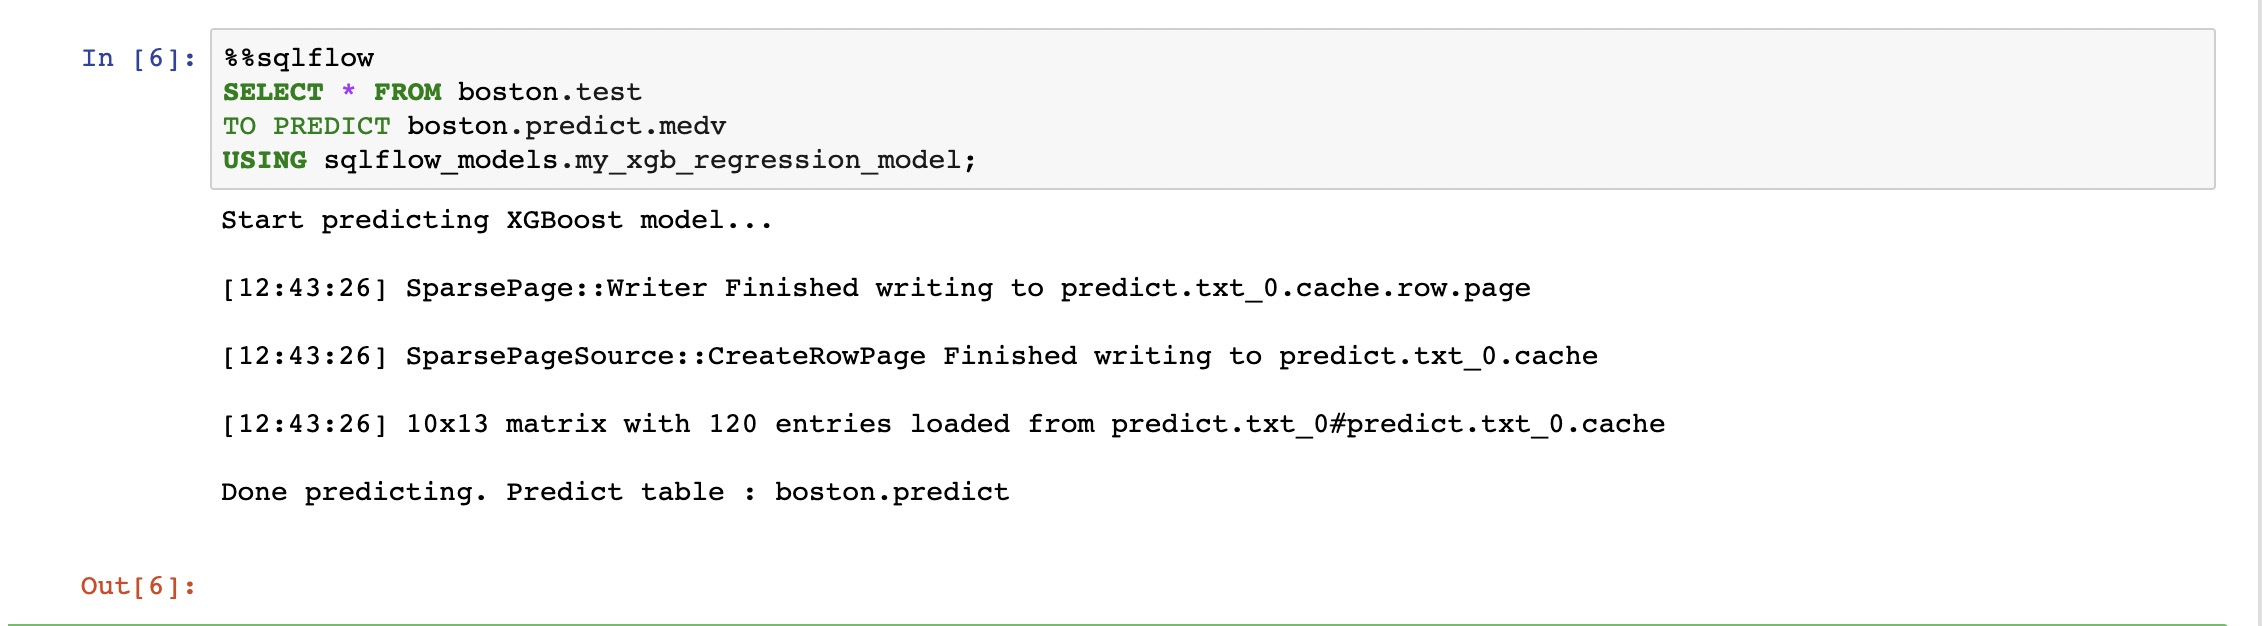 In [6]: %%sqlflow
SELECT * FROM boston.test
TO PREDICT boston.predict.medv
USING sqlflow_models.my_xgb_regression_model;
Start predicting XGBoost model...
[12:43:26] SparsePage::Writer Finished writing to predict.txt_0.cache.row.page
[12:43:26] SparsePageSource::CreateRowPage Finished writing to predict.txt_0.cache
[12:43:26] 10x13 matrix with 120 entries loaded from predict.txt_0#predict.txt_0.cache
Done predicting. Predict table : boston.predict
Out[6]: